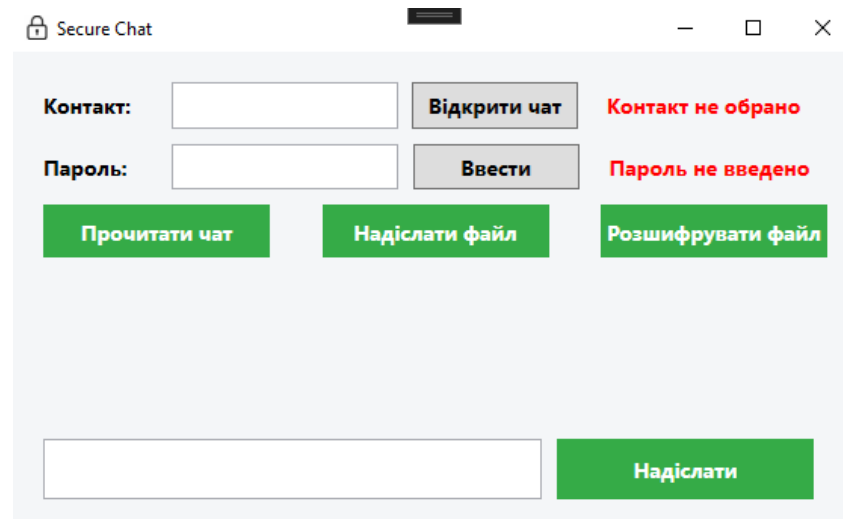 Secure Chat
Контакт: Відкрити чат Контакт не обрано
Пароль: Ввести Пароль не введено
Прочитати чат Надіслати файл Розшифрувати файл
Надіслати